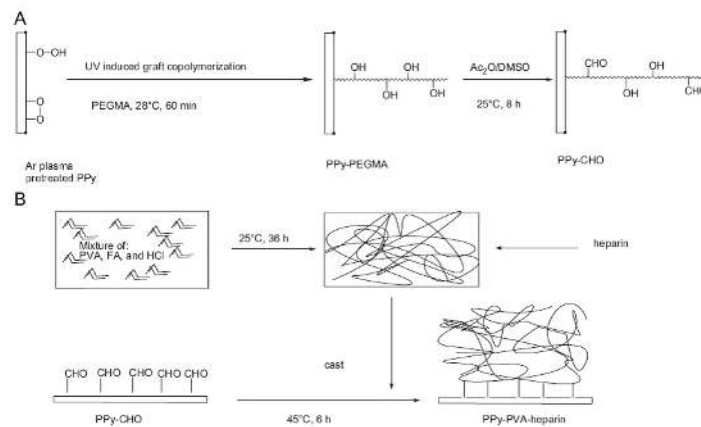 A
O-OH
UV induced graft copolymerization
OH
OH
Ac2O/DMSO
CHO
OH
O
O
PEGMA, 28°C, 60 min
OH
OH
25°C, 8 h
OH
CHO
Ar plasma
pretreated PPy
PPy-PEGMA
PPy-CHO
B
Mixture of:
PVA, FA, and HCl
25°C, 36 h
heparin
cast
CHO CHO CHO CHO CHO
PPy-CHO
45°C, 6 h
PPy-PVA-heparin